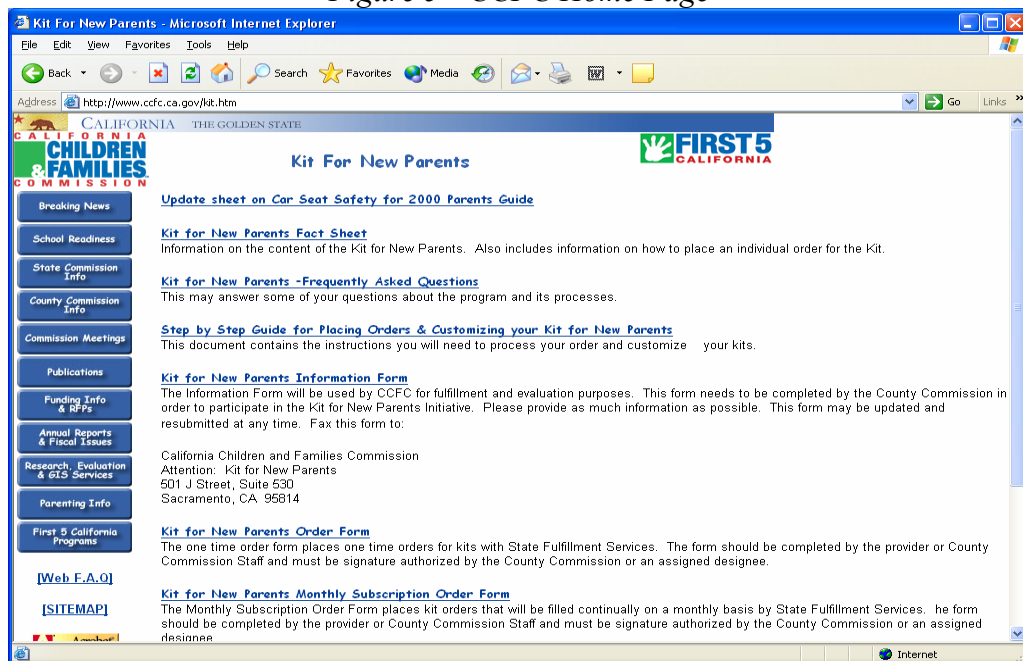 Kit For New Parents - Microsoft Internet Explorer
File Edit View Favorites Tools Help
Back Search Favorites Media
Address http://www.ccfc.ca.gov/kit.htm Go Links »
CALIFORNIA THE GOLDEN STATE
CALIFORNIA
CHILDREN
& FAMILIES
COMMISSION
Kit For New Parents
FIRST 5
CALIFORNIA
Breaking News
School Readiness
State Commission
Info
County Commission
Info
Commission Meetings
Publications
Funding Info
& RFPs
Annual Reports
& Fiscal Issues
Research, Evaluation
& GIS Services
Parenting Info
First 5 California
Programs
[Web F.A.Q]
[SITEMAP]
Update sheet on Car Seat Safety for 2000 Parents Guide
Kit for New Parents Fact Sheet
Information on the content of the Kit for New Parents. Also includes information on how to place an individual order for the Kit.
Kit for New Parents -Frequently Asked Questions
This may answer some of your questions about the program and its processes.
Step by Step Guide for Placing Orders & Customizing your Kit for New Parents
This document contains the instructions you will need to process your order and customize your kits.
Kit for New Parents Information Form
The Information Form will be used by CCFC for fulfillment and evaluation purposes. This form needs to be completed by the County Commission in
order to participate in the Kit for New Parents Initiative. Please provide as much information as possible. This form may be updated and
resubmitted at any time. Fax this form to:
California Children and Families Commission
Attention: Kit for New Parents
501 J Street, Suite 530
Sacramento, CA 95814
Kit for New Parents Order Form
The one time order form places one time orders for kits with State Fulfillment Services. The form should be completed by the provider or County
Commission Staff and must be signature authorized by the County Commission or an assigned designee.
Kit for New Parents Monthly Subscription Order Form
The Monthly Subscription Order Form places kit orders that will be filled continually on a monthly basis by State Fulfillment Services. he form
should be completed by the provider or County Commission Staff and must be signature authorized by the County Commission or an assigned
designee
Internet